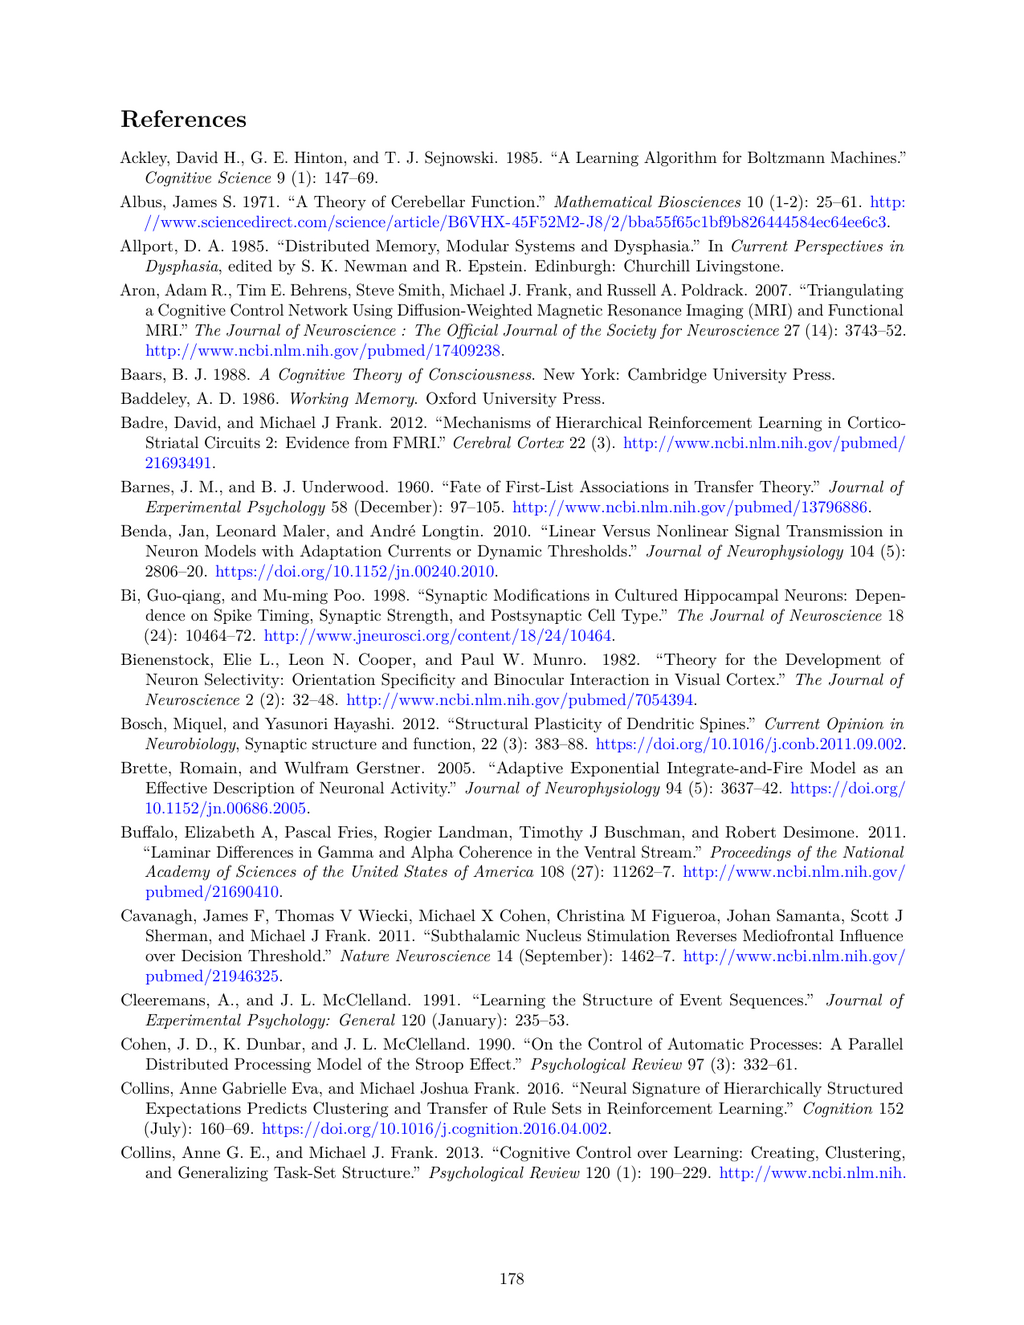 References
Ackley, David H., G. E. Hinton, and T. J. Sejnowski. 1985. “A Learning Algorithm for Boltzmann Machines.”
Cognitive Science 9 (1): 147–69.
Albus, James S. 1971. “A Theory of Cerebellar Function.” Mathematical Biosciences 10 (1-2): 25–61. http:
//www.sciencedirect.com/science/article/B6VHX-45F52M2-J8/2/bba55f65c1bf9b826444584ec64ee6c3.
Allport, D. A. 1985. “Distributed Memory, Modular Systems and Dysphasia.” In Current Perspectives in
Dysphasia, edited by S. K. Newman and R. Epstein. Edinburgh: Churchill Livingstone.
Aron, Adam R., Tim E. Behrens, Steve Smith, Michael J. Frank, and Russell A. Poldrack. 2007. “Triangulating
a Cognitive Control Network Using Diffusion-Weighted Magnetic Resonance Imaging (MRI) and Functional
MRI.” The Journal of Neuroscience : The Official Journal of the Society for Neuroscience 27 (14): 3743–52.
http://www.ncbi.nlm.nih.gov/pubmed/17409238.
Baars, B. J. 1988. A Cognitive Theory of Consciousness. New York: Cambridge University Press.
Baddeley, A. D. 1986. Working Memory. Oxford University Press.
Badre, David, and Michael J Frank. 2012. “Mechanisms of Hierarchical Reinforcement Learning in Cortico-
Striatal Circuits 2: Evidence from FMRI.” Cerebral Cortex 22 (3). http://www.ncbi.nlm.nih.gov/pubmed/
21693491.
Barnes, J. M., and B. J. Underwood. 1960. “Fate of First-List Associations in Transfer Theory.” Journal of
Experimental Psychology 58 (December): 97–105. http://www.ncbi.nlm.nih.gov/pubmed/13796886.
Benda, Jan, Leonard Maler, and André Longtin. 2010. “Linear Versus Nonlinear Signal Transmission in
Neuron Models with Adaptation Currents or Dynamic Thresholds.” Journal of Neurophysiology 104 (5):
2806–20. https://doi.org/10.1152/jn.00240.2010.
Bi, Guo-qiang, and Mu-ming Poo. 1998. “Synaptic Modifications in Cultured Hippocampal Neurons: Depen-
dence on Spike Timing, Synaptic Strength, and Postsynaptic Cell Type.” The Journal of Neuroscience 18
(24): 10464–72. http://www.jneurosci.org/content/18/24/10464.
Bienenstock, Elie L., Leon N. Cooper, and Paul W. Munro. 1982. “Theory for the Development of
Neuron Selectivity: Orientation Specificity and Binocular Interaction in Visual Cortex.” The Journal of
Neuroscience 2 (2): 32–48. http://www.ncbi.nlm.nih.gov/pubmed/7054394.
Bosch, Miquel, and Yasunori Hayashi. 2012. “Structural Plasticity of Dendritic Spines.” Current Opinion in
Neurobiology, Synaptic structure and function, 22 (3): 383–88. https://doi.org/10.1016/j.conb.2011.09.002.
Brette, Romain, and Wulfram Gerstner. 2005. “Adaptive Exponential Integrate-and-Fire Model as an
Effective Description of Neuronal Activity.” Journal of Neurophysiology 94 (5): 3637–42. https://doi.org/
10.1152/jn.00686.2005.
Buffalo, Elizabeth A, Pascal Fries, Rogier Landman, Timothy J Buschman, and Robert Desimone. 2011.
“Laminar Differences in Gamma and Alpha Coherence in the Ventral Stream.” Proceedings of the National
Academy of Sciences of the United States of America 108 (27): 11262–7. http://www.ncbi.nlm.nih.gov/
pubmed/21690410.
Cavanagh, James F, Thomas V Wiecki, Michael X Cohen, Christina M Figueroa, Johan Samanta, Scott J
Sherman, and Michael J Frank. 2011. “Subthalamic Nucleus Stimulation Reverses Mediofrontal Influence
over Decision Threshold.” Nature Neuroscience 14 (September): 1462–7. http://www.ncbi.nlm.nih.gov/
pubmed/21946325.
Cleeremans, A., and J. L. McClelland. 1991. “Learning the Structure of Event Sequences.” Journal of
Experimental Psychology: General 120 (January): 235–53.
Cohen, J. D., K. Dunbar, and J. L. McClelland. 1990. “On the Control of Automatic Processes: A Parallel
Distributed Processing Model of the Stroop Effect.” Psychological Review 97 (3): 332–61.
Collins, Anne Gabrielle Eva, and Michael Joshua Frank. 2016. “Neural Signature of Hierarchically Structured
Expectations Predicts Clustering and Transfer of Rule Sets in Reinforcement Learning.” Cognition 152
(July): 160–69. https://doi.org/10.1016/j.cognition.2016.04.002.
Collins, Anne G. E., and Michael J. Frank. 2013. “Cognitive Control over Learning: Creating, Clustering,
and Generalizing Task-Set Structure.” Psychological Review 120 (1): 190–229. http://www.ncbi.nlm.nih.
178